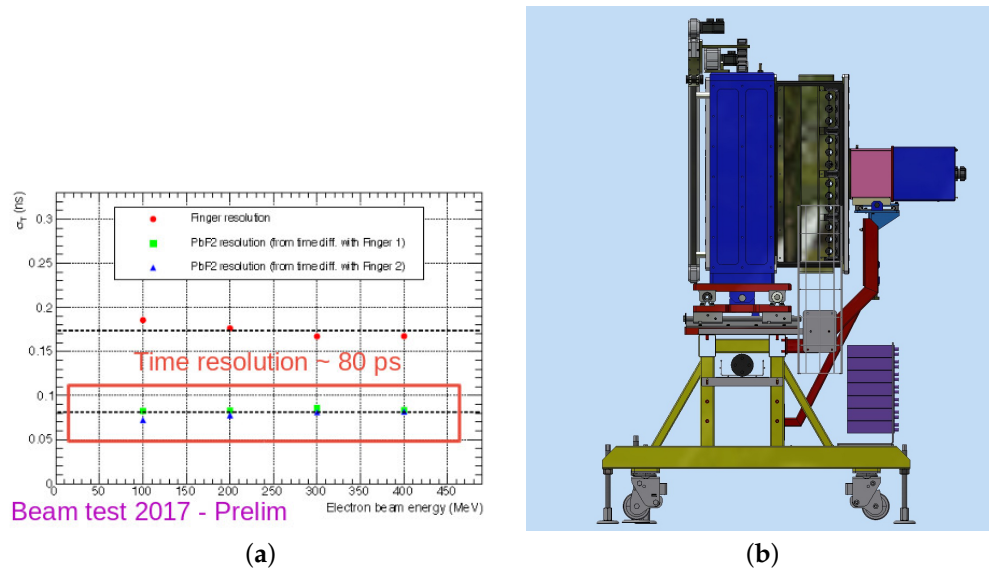 σ_T (ns)
0.3
Finger resolution
0.25
PbF2 resolution (from time diff. with Finger 1)
PbF2 resolution (from time diff. with Finger 2)
0.2
0.15
Time resolution ~ 80 ps
0.1
0.05
0
0 50 100 150 200 250 300 350 400 450
Electron beam energy (MeV)
Beam test 2017 - Prelim
(a)
(b)